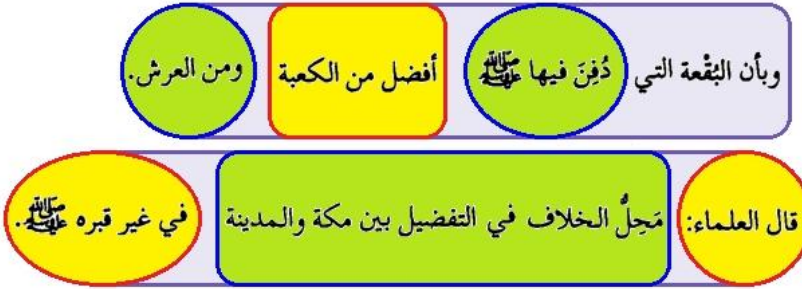 وبأن البُقْعة التي دُفِنَ فيها ﷺ أفضل من الكعبة ومن العرش.
قال العلماء: مَحِلُّ الخلاف في التفضيل بين مكة والمدينة في غير قبره ﷺ.